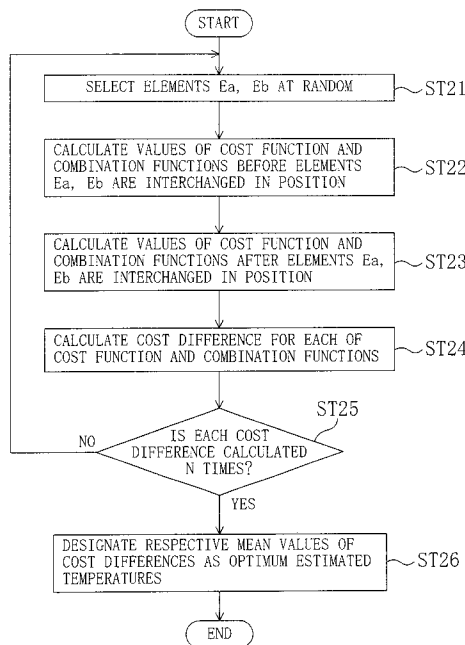 START
SELECT ELEMENTS Ea, Eb AT RANDOM
ST21
CALCULATE VALUES OF COST FUNCTION AND
COMBINATION FUNCTIONS BEFORE ELEMENTS
Ea, Eb ARE INTERCHANGED IN POSITION
ST22
CALCULATE VALUES OF COST FUNCTION AND
COMBINATION FUNCTIONS AFTER ELEMENTS Ea,
Eb ARE INTERCHANGED IN POSITION
ST23
CALCULATE COST DIFFERENCE FOR EACH OF
COST FUNCTION AND COMBINATION FUNCTIONS
ST24
ST25
NO
IS EACH COST
DIFFERENCE CALCULATED
N TIMES?
YES
DESIGNATE RESPECTIVE MEAN VALUES OF
COST DIFFERENCES AS OPTIMUM ESTIMATED
TEMPERATURES
ST26
END